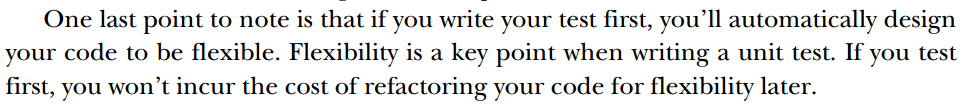 One last point to note is that if you write your test first, you’ll automatically design
your code to be flexible. Flexibility is a key point when writing a unit test. If you test
first, you won’t incur the cost of refactoring your code for flexibility later.